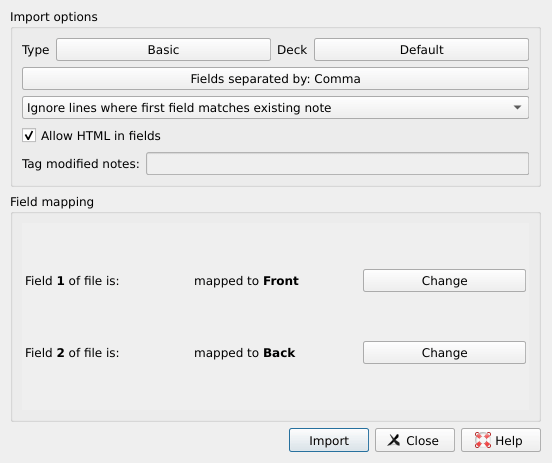 Import options
Type Basic Deck Default
Fields separated by: Comma
Ignore lines where first field matches existing note
Allow HTML in fields
Tag modified notes:
Field mapping
Field 1 of file is: mapped to Front Change
Field 2 of file is: mapped to Back Change
Import Close Help